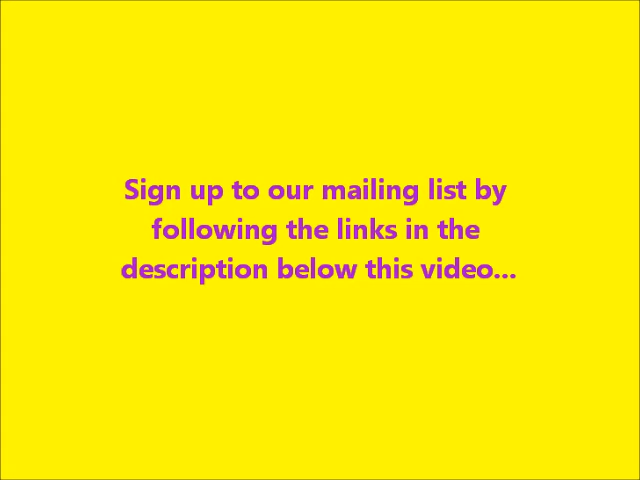 Sign up to our mailing list by
following the links in the
description below this video...